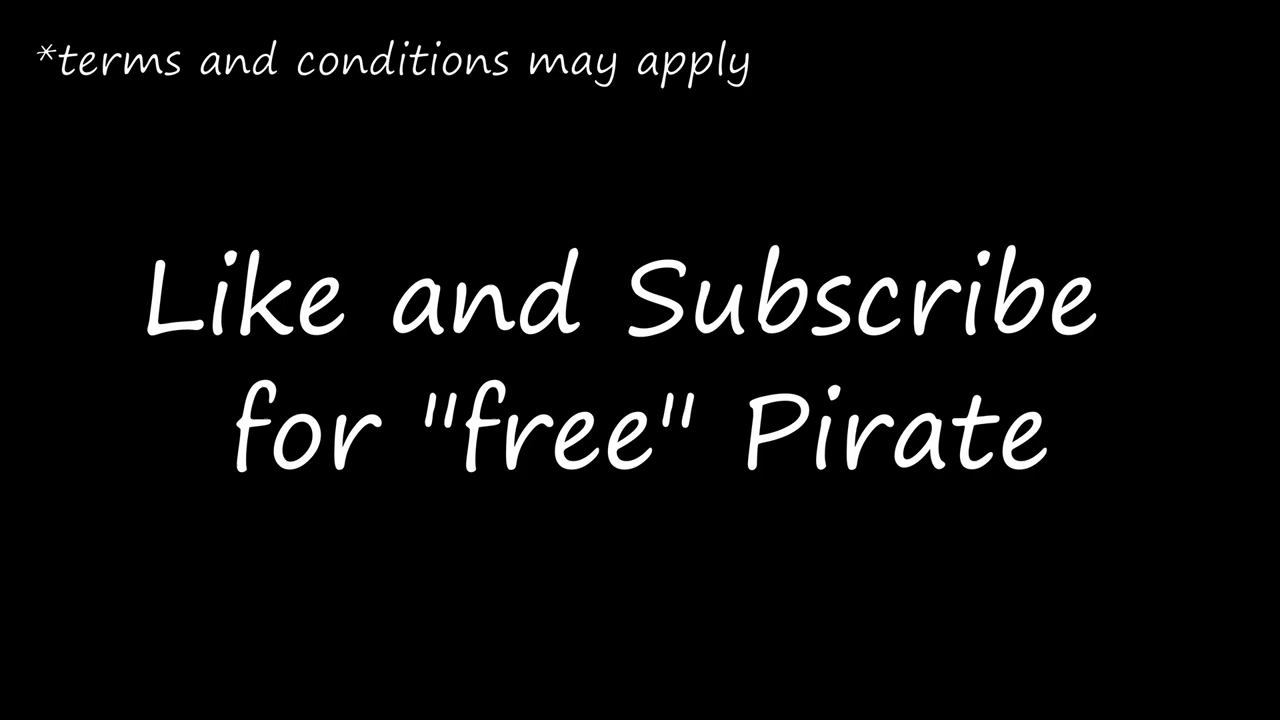 *terms and conditions may apply
Like and Subscribe
for "free" Pirate